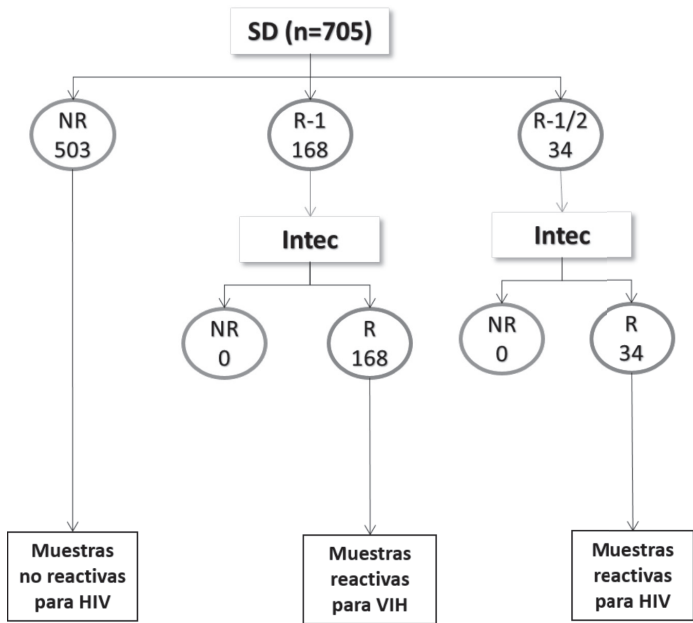 SD (n=705)
NR
503
R-1
168
R-1/2
34
Intec
Intec
NR
0
R
168
NR
0
R
34
Muestras
no reactivas
para HIV
Muestras
reactivas
para VIH
Muestras
reactivas
para HIV